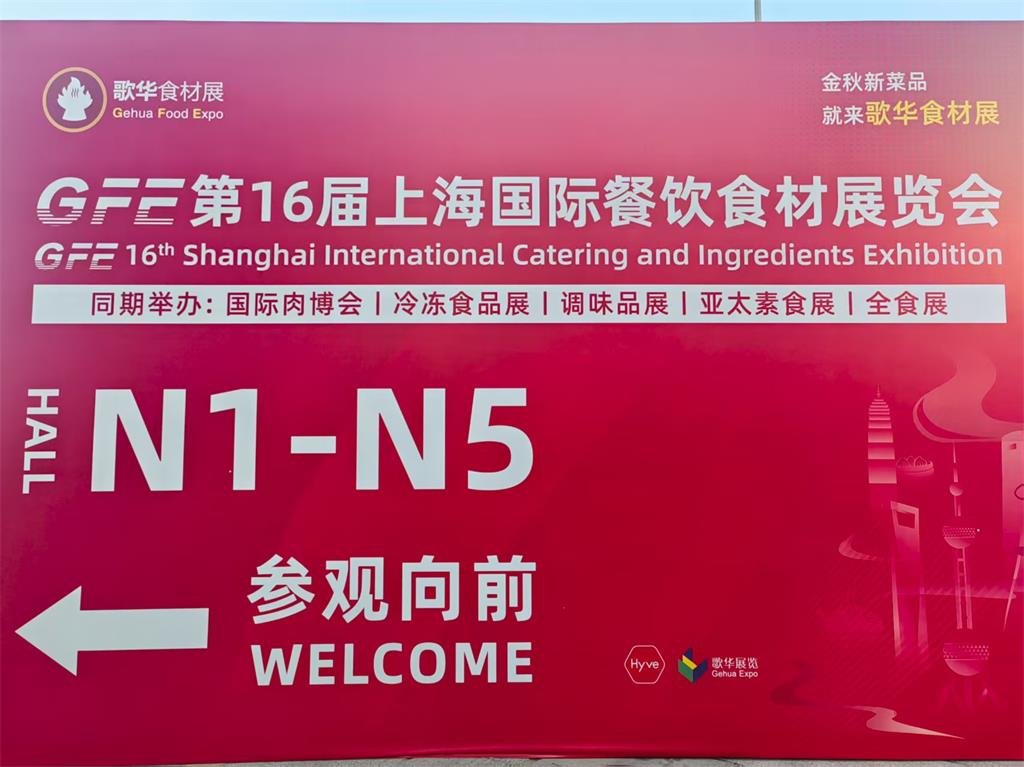 歌华食材展
Gehua Food Expo
金秋新菜品
就来歌华食材展
GFE 第16届上海国际餐饮食材展览会
GFE 16th Shanghai International Catering and Ingredients Exhibition
同期举办：国际肉博会 | 冷冻食品展 | 调味品展 | 亚太素食展 | 全食展
HALL
N1-N5
参观向前
WELCOME
Hyve
歌华展览
Gehua Expo